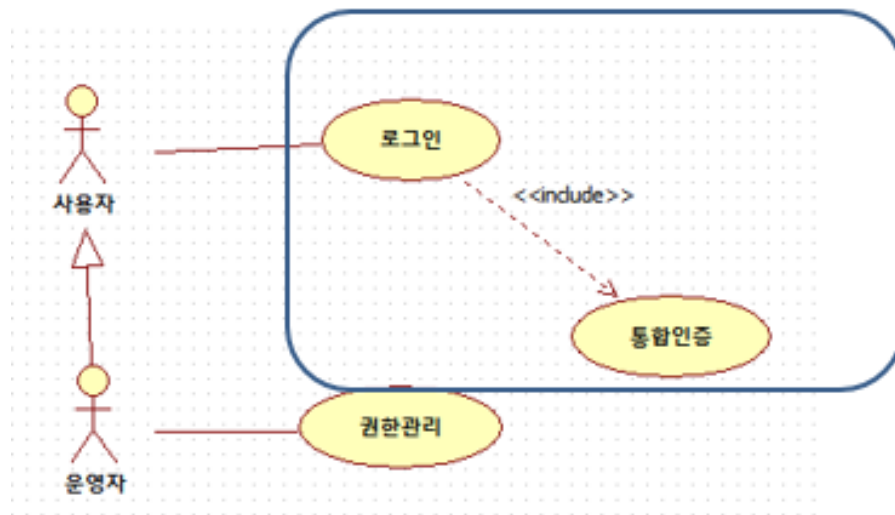 로그인
<<include>>
사용자
통합인증
권한관리
운영자